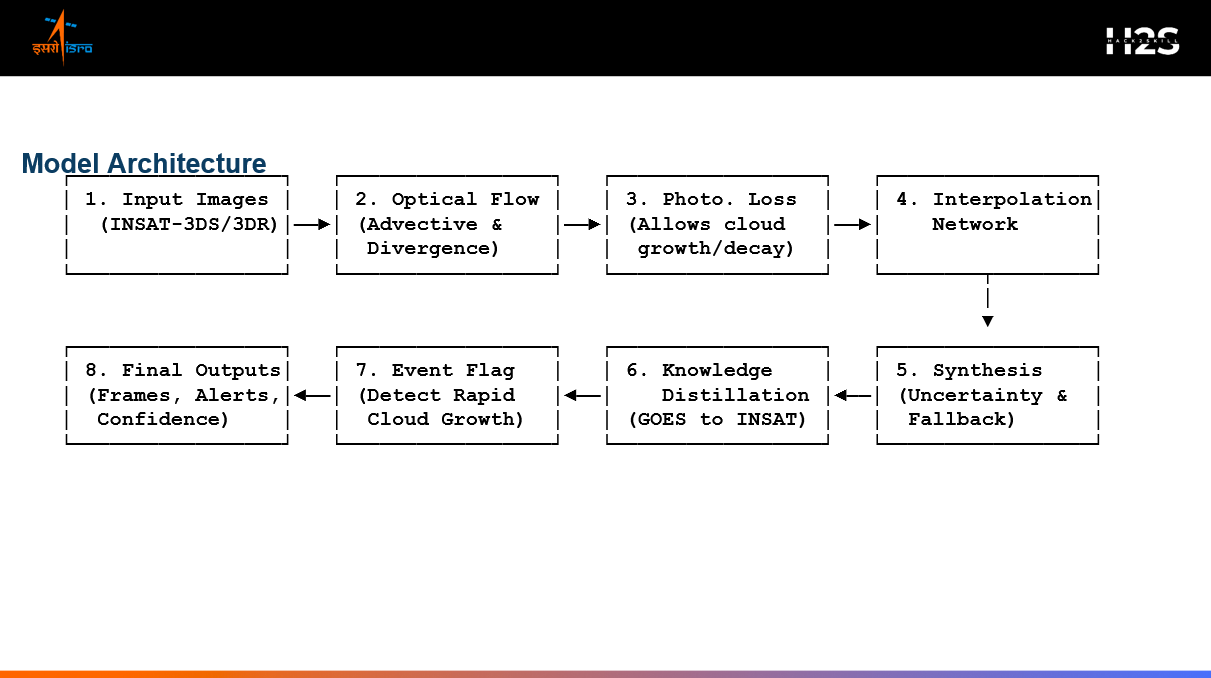 इसरो isro
H2S
HACK2SKILL
Model Architecture
1. Input Images
(INSAT-3DS/3DR)
2. Optical Flow
(Advective &
Divergence)
3. Photo. Loss
(Allows cloud
growth/decay)
4. Interpolation
Network
8. Final Outputs
(Frames, Alerts,
Confidence)
7. Event Flag
(Detect Rapid
Cloud Growth)
6. Knowledge
Distillation
(GOES to INSAT)
5. Synthesis
(Uncertainty &
Fallback)